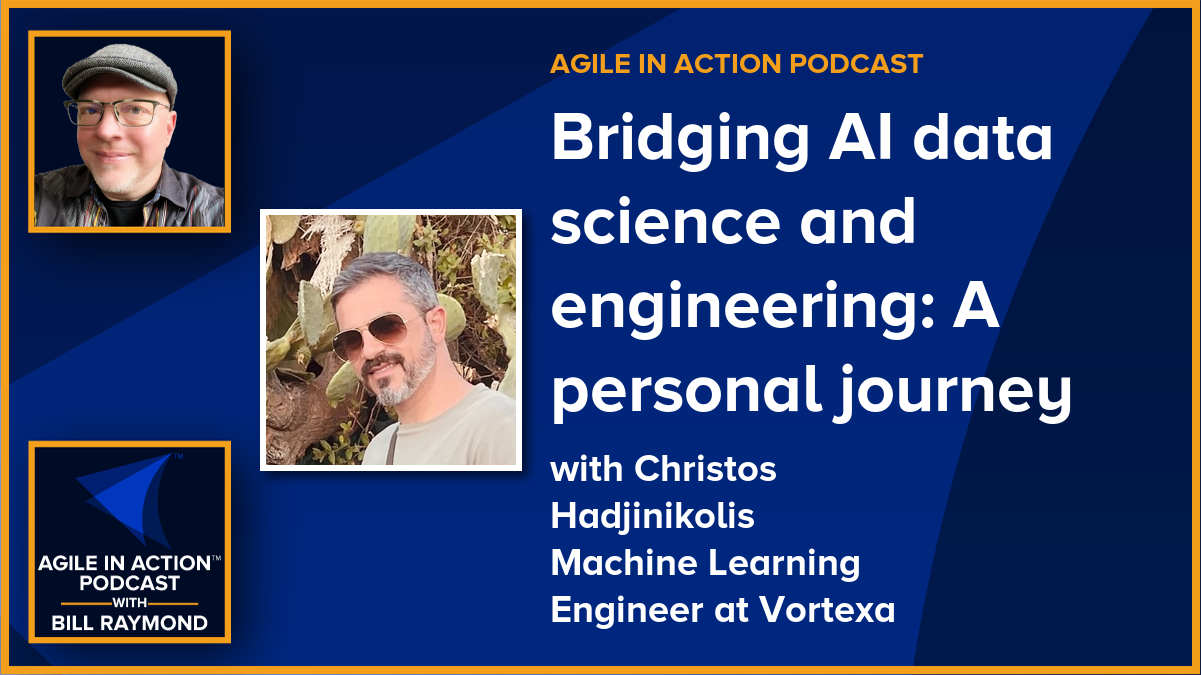 AGILE IN ACTION PODCAST
Bridging AI data
science and
engineering: A
personal journey
with Christos
Hadjinikolis
Machine Learning
Engineer at Vortexa
TM
AGILE IN ACTION™
PODCAST
WITH
BILL RAYMOND